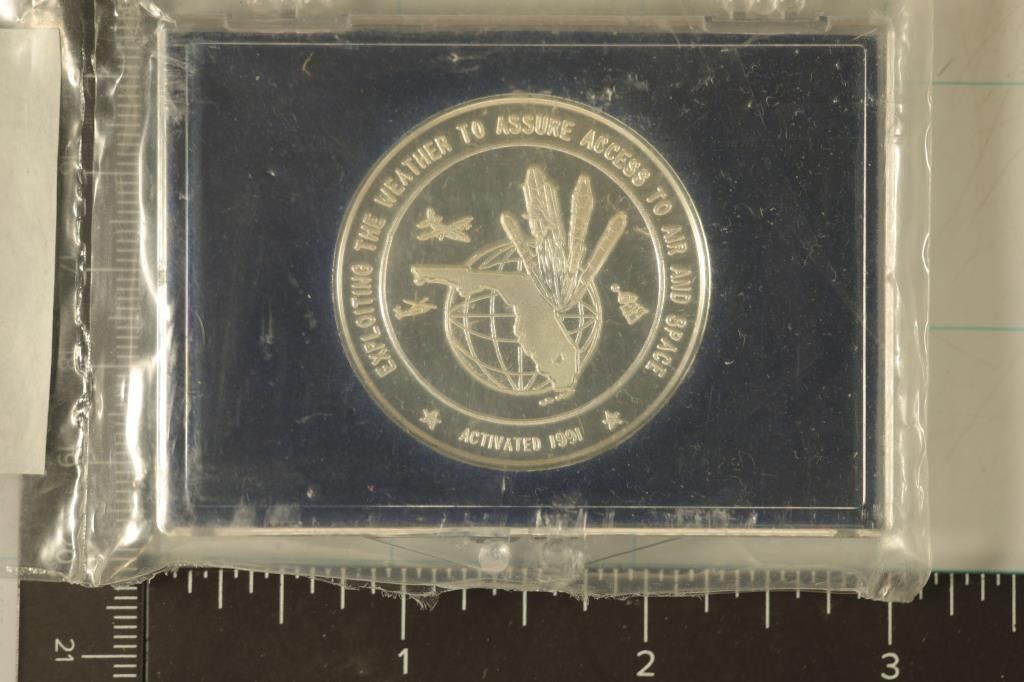 EXPLOITING THE WEATHER TO ASSURE ACCESS TO AIR AND SPACE
ACTIVATED 1991
21
1
2
3